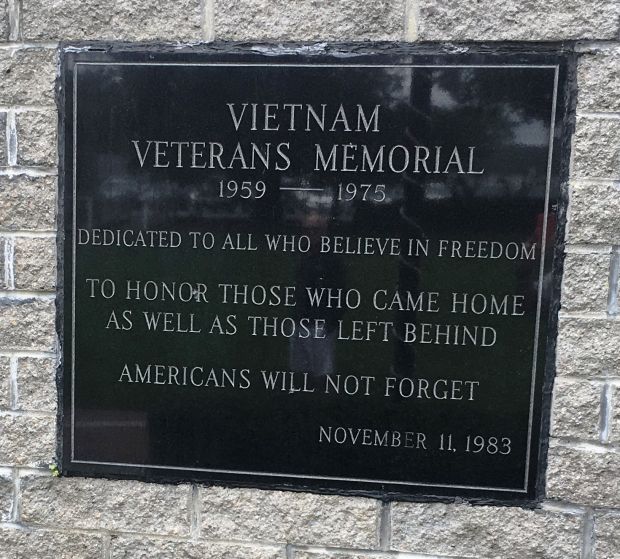 VIETNAM
VETERANS MEMORIAL
1959 — 1975
DEDICATED TO ALL WHO BELIEVE IN FREEDOM
TO HONOR THOSE WHO CAME HOME
AS WELL AS THOSE LEFT BEHIND
AMERICANS WILL NOT FORGET
NOVEMBER 11, 1983